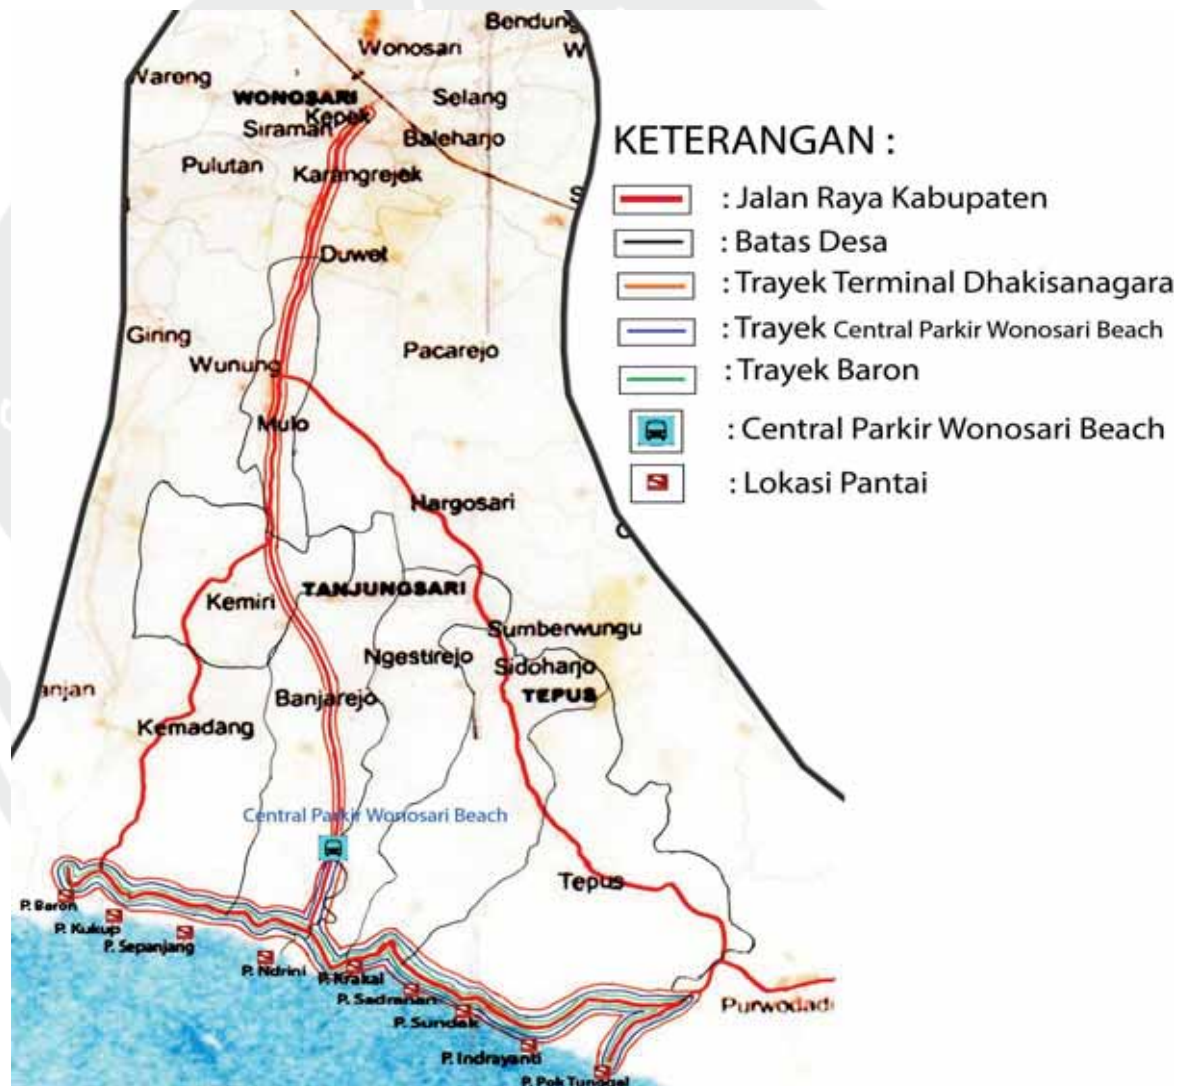 Bendung
Wonosari
W
Wareng
WONOSARI
Selang
Kepek
Siraman
Baleharjo
Pulutan
Karangrejek
S
Duwet
Giring
Wunung
Pacarejo
Mulo
Hargosari
G
TANJUNGSARI
Kemiri
Sumberwungu
Ngestirejo
Sidoharjo
anjan
TEPUS
Banjarejo
Kemadang
Central Parkir Wonosari Beach
Tepus
P. Baron
P. Kukup
P. Sepanjang
P. Ndrini
P. Krakal
P. Sadranan
P. Sundak
P. Indrayanti
P. Pok Tunggal
Purwodadi
KETERANGAN :
: Jalan Raya Kabupaten
: Batas Desa
: Trayek Terminal Dhakisanagara
: Trayek Central Parkir Wonosari Beach
: Trayek Baron
: Central Parkir Wonosari Beach
: Lokasi Pantai